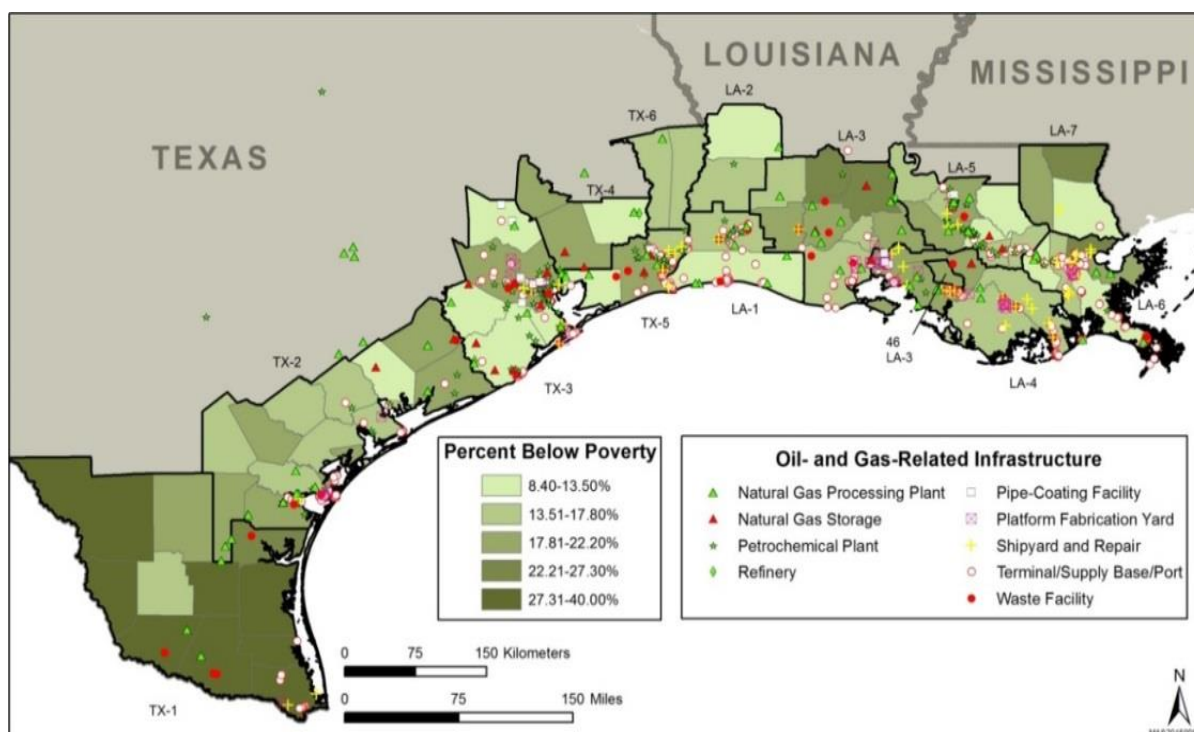 LOUISIANA
MISSISSIPPI
TEXAS
LA-2
TX-6
LA-3
LA-7
LA-5
TX-4
LA-6
TX-5
LA-1
46
LA-3
TX-2
LA-4
TX-3
Percent Below Poverty
8.40-13.50%
13.51-17.80%
17.81-22.20%
22.21-27.30%
27.31-40.00%
Oil- and Gas-Related Infrastructure
Natural Gas Processing Plant
Natural Gas Storage
Petrochemical Plant
Refinery
Pipe-Coating Facility
Platform Fabrication Yard
Shipyard and Repair
Terminal/Supply Base/Port
Waste Facility
0 75 150 Kilometers
0 75 150 Miles
TX-1
N